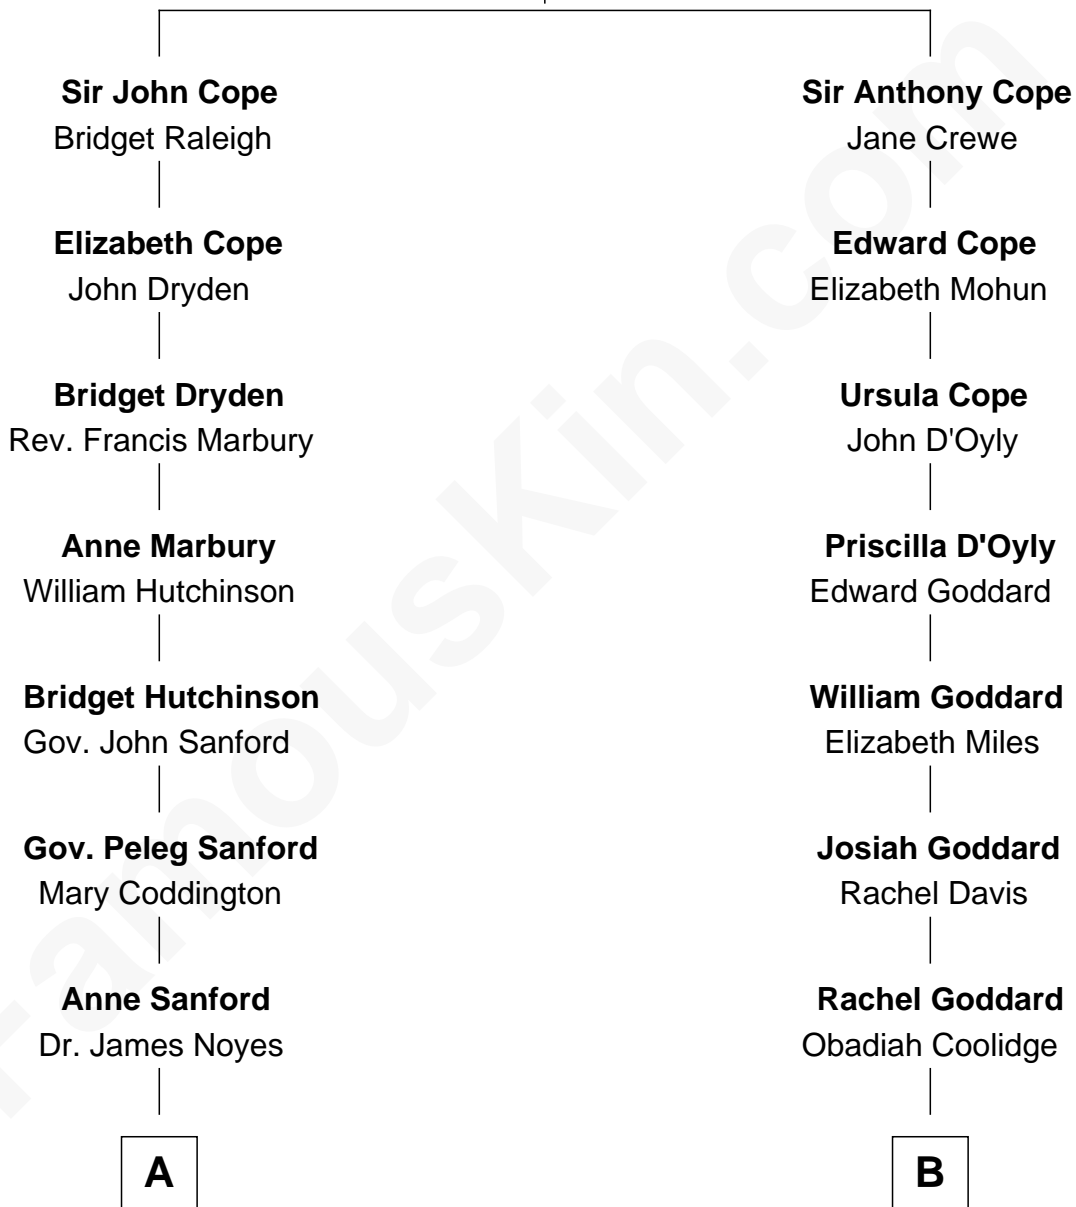 Sir John Cope
Bridget Raleigh
Elizabeth Cope
John Dryden
Bridget Dryden
Rev. Francis Marbury
Anne Marbury
William Hutchinson
Bridget Hutchinson
Gov. John Sanford
Gov. Peleg Sanford
Mary Coddington
Anne Sanford
Dr. James Noyes
A
Sir Anthony Cope
Jane Crewe
Edward Cope
Elizabeth Mohun
Ursula Cope
John D'Oyly
Priscilla D'Oyly
Edward Goddard
William Goddard
Elizabeth Miles
Josiah Goddard
Rachel Davis
Rachel Goddard
Obadiah Coolidge
B
FamousKin.com